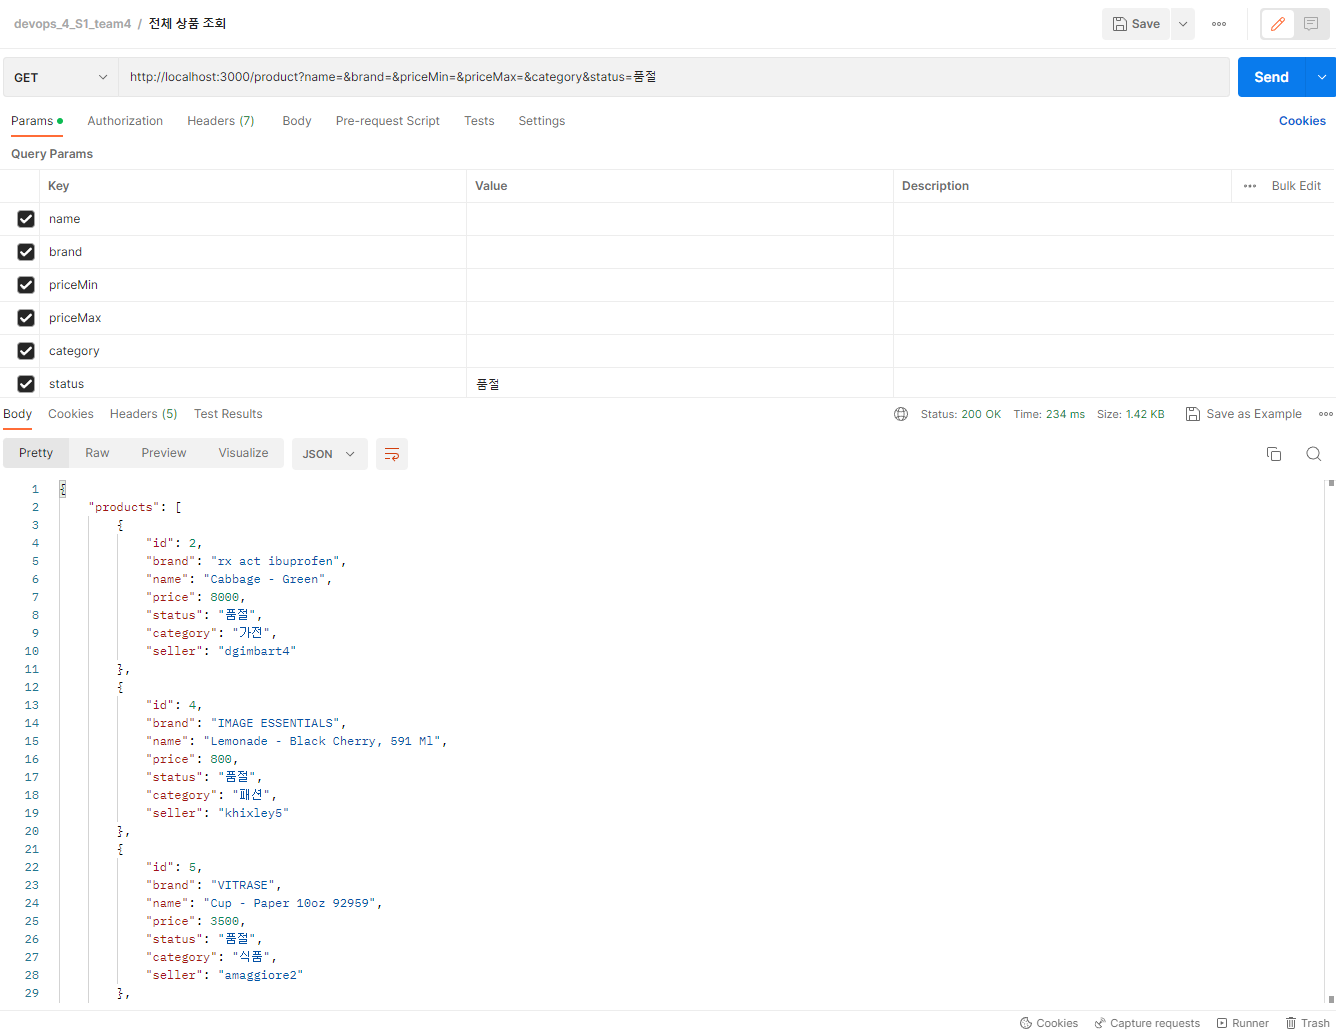 devops_4_S1_team4 / 전체 상품 조회
Save
GET
http://localhost:3000/product?name=&brand=&priceMin=&priceMax=&category&status=품절
Send
Params
Authorization
Headers (7)
Body
Pre-request Script
Tests
Settings
Cookies
Query Params
Key
Value
Description
Bulk Edit
name
brand
priceMin
priceMax
category
status
품절
Body
Cookies
Headers (5)
Test Results
Status: 200 OK
Time: 234 ms
Size: 1.42 KB
Save as Example
Pretty
Raw
Preview
Visualize
JSON
1 {
2 "products": [
3 {
4 "id": 2,
5 "brand": "rx act ibuprofen",
6 "name": "Cabbage - Green",
7 "price": 8000,
8 "status": "품절",
9 "category": "가전",
10 "seller": "dgimbart4"
11 },
12 {
13 "id": 4,
14 "brand": "IMAGE ESSENTIALS",
15 "name": "Lemonade - Black Cherry, 591 Ml",
16 "price": 800,
17 "status": "품절",
18 "category": "패션",
19 "seller": "khixley5"
20 },
21 {
22 "id": 5,
23 "brand": "VITRASE",
24 "name": "Cup - Paper 10oz 92959",
25 "price": 3500,
26 "status": "품절",
27 "category": "식품",
28 "seller": "amaggiore2"
29 },
Cookies
Capture requests
Runner
Trash